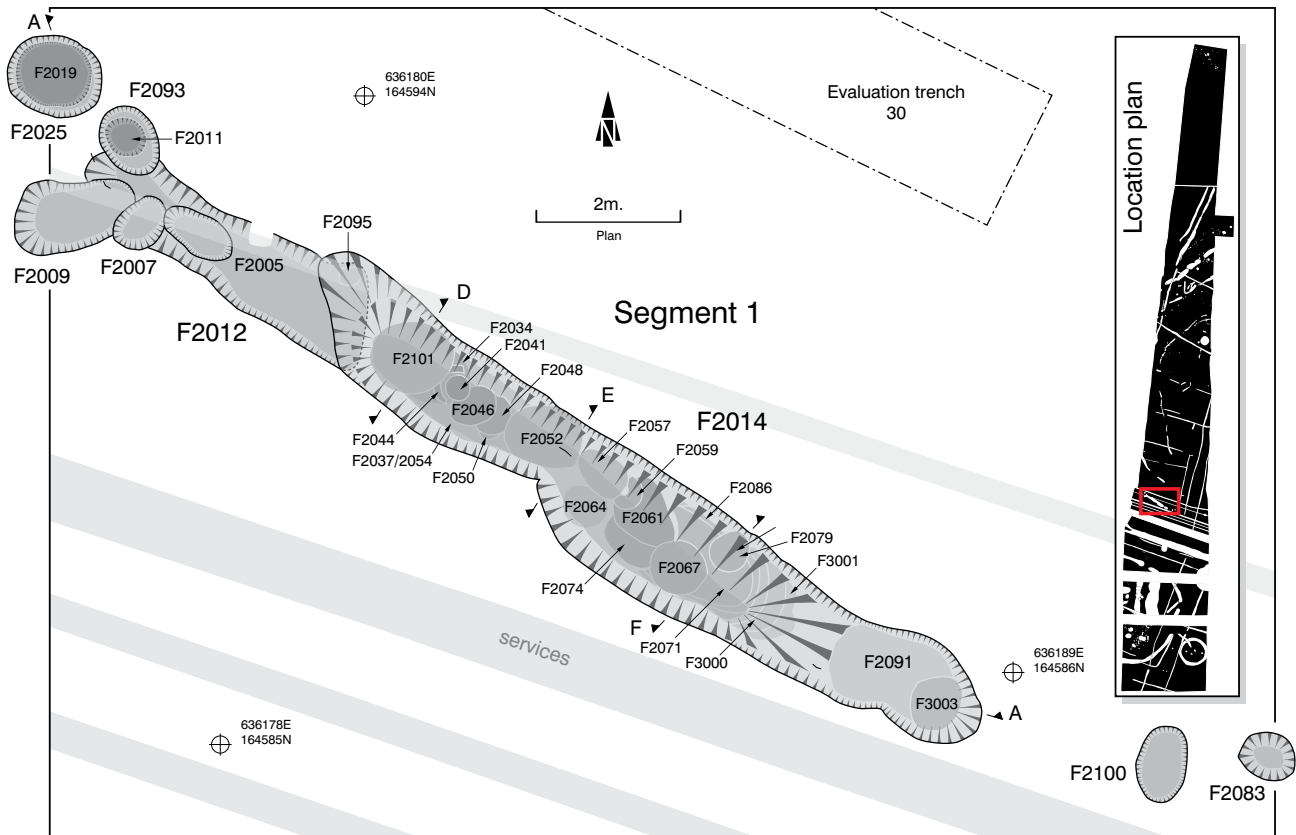 A
F2019
F2025
F2093
F2011
636180E
164594N
N
Evaluation trench
30
Location plan
2m.
Plan
F2009
F2007
F2005
F2095
F2012
D
Segment 1
F2034
F2041
F2048
F2101
F2046
E
F2014
F2044
F2037/2054
F2050
F2052
F2057
F2059
F2086
F2064
F2061
F2079
F3001
F2074
F2067
F
F2071
F3000
services
F2091
F3003
636189E
164586N
A
636178E
164585N
F2100
F2083